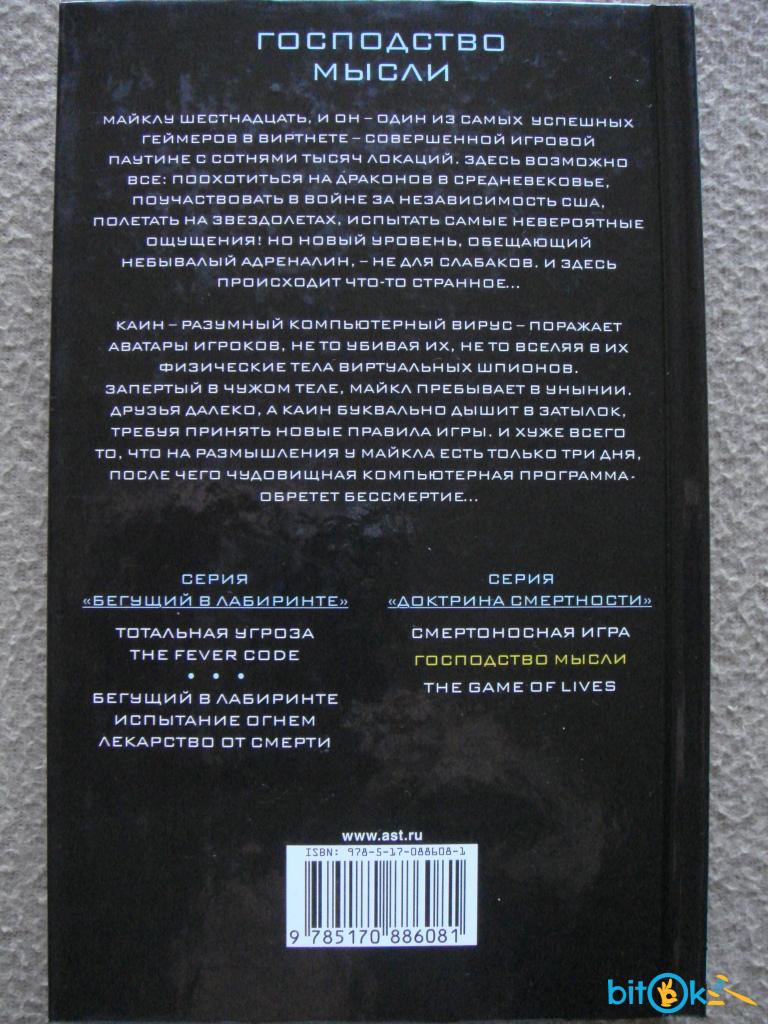 ГОСПОДСТВО
МЫСЛИ
МАЙКЛУ ШЕСТНАДЦАТЬ, И ОН – ОДИН ИЗ САМЫХ УСПЕШНЫХ
ГЕЙМЕРОВ В ВИРТНЕТЕ – СОВЕРШЕННОЙ ИГРОВОЙ
ПАУТИНЕ С СОТНЯМИ ТЫСЯЧ ЛОКАЦИЙ. ЗДЕСЬ ВОЗМОЖНО
ВСЕ: ПООХОТИТЬСЯ НА ДРАКОНОВ В СРЕДНЕВЕКОВЬЕ,
ПОУЧАСТВОВАТЬ В ВОЙНЕ ЗА НЕЗАВИСИМОСТЬ США,
ПОЛЕТАТЬ НА ЗВЕЗДОЛЕТАХ, ИСПЫТАТЬ САМЫЕ НЕВЕРОЯТНЫЕ
ОЩУЩЕНИЯ! НО НОВЫЙ УРОВЕНЬ, ОБЕЩАЮЩИЙ
НЕБЫВАЛЫЙ АДРЕНАЛИН, – НЕ ДЛЯ СЛАБАКОВ. И ЗДЕСЬ
ПРОИСХОДИТ ЧТО-ТО СТРАННОЕ...
КАИН – РАЗУМНЫЙ КОМПЬЮТЕРНЫЙ ВИРУС – ПОРАЖАЕТ
АВАТАРЫ ИГРОКОВ, НЕ ТО УБИВАЯ ИХ, НЕ ТО ВСЕЛЯЯ В ИХ
ФИЗИЧЕСКИЕ ТЕЛА ВИРТУАЛЬНЫХ ШПИОНОВ.
ЗАПЕРТЫЙ В ЧУЖОМ ТЕЛЕ, МАЙКЛ ПРЕБЫВАЕТ В УНЫНИИ.
ДРУЗЬЯ ДАЛЕКО, А КАИН БУКВАЛЬНО ДЫШИТ В ЗАТЫЛОК,
ТРЕБУЯ ПРИНЯТЬ НОВЫЕ ПРАВИЛА ИГРЫ. И ХУЖЕ ВСЕГО
ТО, ЧТО НА РАЗМЫШЛЕНИЯ У МАЙКЛА ЕСТЬ ТОЛЬКО ТРИ ДНЯ,
ПОСЛЕ ЧЕГО ЧУДОВИЩНАЯ КОМПЬЮТЕРНАЯ ПРОГРАММА-
ОБРЕТЕТ БЕССМЕРТИЕ...
СЕРИЯ
«БЕГУЩИЙ В ЛАБИРИНТЕ»
ТОТАЛЬНАЯ УГРОЗА
THE FEVER CODE
• • •
БЕГУЩИЙ В ЛАБИРИНТЕ
ИСПЫТАНИЕ ОГНЕМ
ЛЕКАРСТВО ОТ СМЕРТИ
СЕРИЯ
«ДОКТРИНА СМЕРТНОСТИ»
СМЕРТОНОСНАЯ ИГРА
ГОСПОДСТВО МЫСЛИ
THE GAME OF LIVES
www.ast.ru
ISBN: 978-5-17-088608-1
9 785170 886081
bitOk